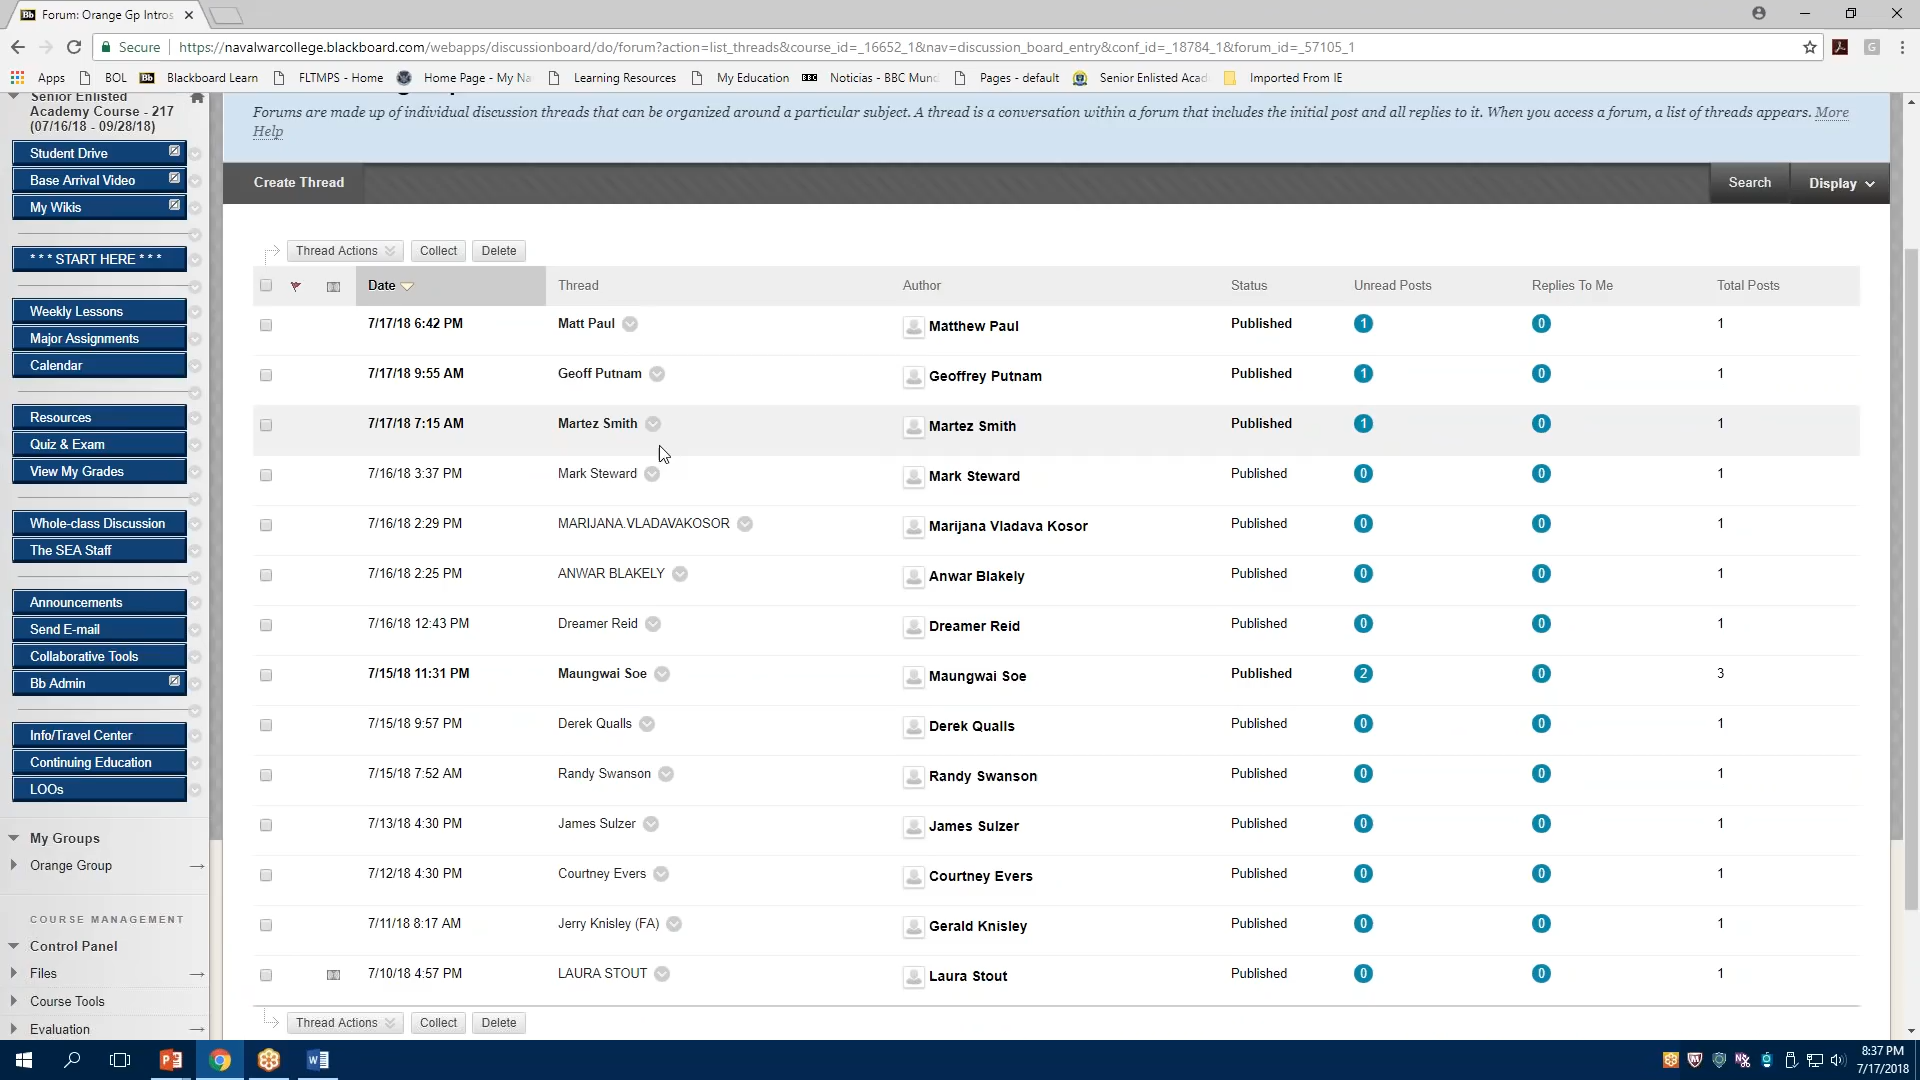 Forum: Orange Gp Intros
Secure https://navalwarcollege.blackboard.com/webapps/discussionboard/do/forum?action=list_threads&course_id=_16652_1&nav=discussion_board_entry&conf_id=_18784_1&forum_id=_57105_1
Apps BOL Blackboard Learn FLTMPS - Home Home Page - My Na Learning Resources My Education Noticias - BBC Mund Pages - default Senior Enlisted Acad Imported From IE
Senior Enlisted
Academy Course - 217
(07/16/18 - 09/28/18)
Student Drive
Base Arrival Video
My Wikis
* * * START HERE * * *
Weekly Lessons
Major Assignments
Calendar
Resources
Quiz & Exam
View My Grades
Whole-class Discussion
The SEA Staff
Announcements
Send E-mail
Collaborative Tools
Bb Admin
Info/Travel Center
Continuing Education
LOOs
My Groups
Orange Group
COURSE MANAGEMENT
Control Panel
Files
Course Tools
Evaluation
Forums are made up of individual discussion threads that can be organized around a particular subject. A thread is a conversation within a forum that includes the initial post and all replies to it. When you access a forum, a list of threads appears. More
Help
Create Thread Search Display
Thread Actions Collect Delete
Date Thread Author Status Unread Posts Replies To Me Total Posts
7/17/18 6:42 PM Matt Paul Matthew Paul Published 1 0 1
7/17/18 9:55 AM Geoff Putnam Geoffrey Putnam Published 1 0 1
7/17/18 7:15 AM Martez Smith Martez Smith Published 1 0 1
7/16/18 3:37 PM Mark Steward Mark Steward Published 0 0 1
7/16/18 2:29 PM MARIJANA.VLADAVAKOSOR Marijana Vladava Kosor Published 0 0 1
7/16/18 2:25 PM ANWAR BLAKELY Anwar Blakely Published 0 0 1
7/16/18 12:43 PM Dreamer Reid Dreamer Reid Published 0 0 1
7/15/18 11:31 PM Maungwai Soe Maungwai Soe Published 2 0 3
7/15/18 9:57 PM Derek Qualls Derek Qualls Published 0 0 1
7/15/18 7:52 AM Randy Swanson Randy Swanson Published 0 0 1
7/13/18 4:30 PM James Sulzer James Sulzer Published 0 0 1
7/12/18 4:30 PM Courtney Evers Courtney Evers Published 0 0 1
7/11/18 8:17 AM Jerry Knisley (FA) Gerald Knisley Published 0 0 1
7/10/18 4:57 PM LAURA STOUT Laura Stout Published 0 0 1
Thread Actions Collect Delete
8:37 PM
7/17/2018